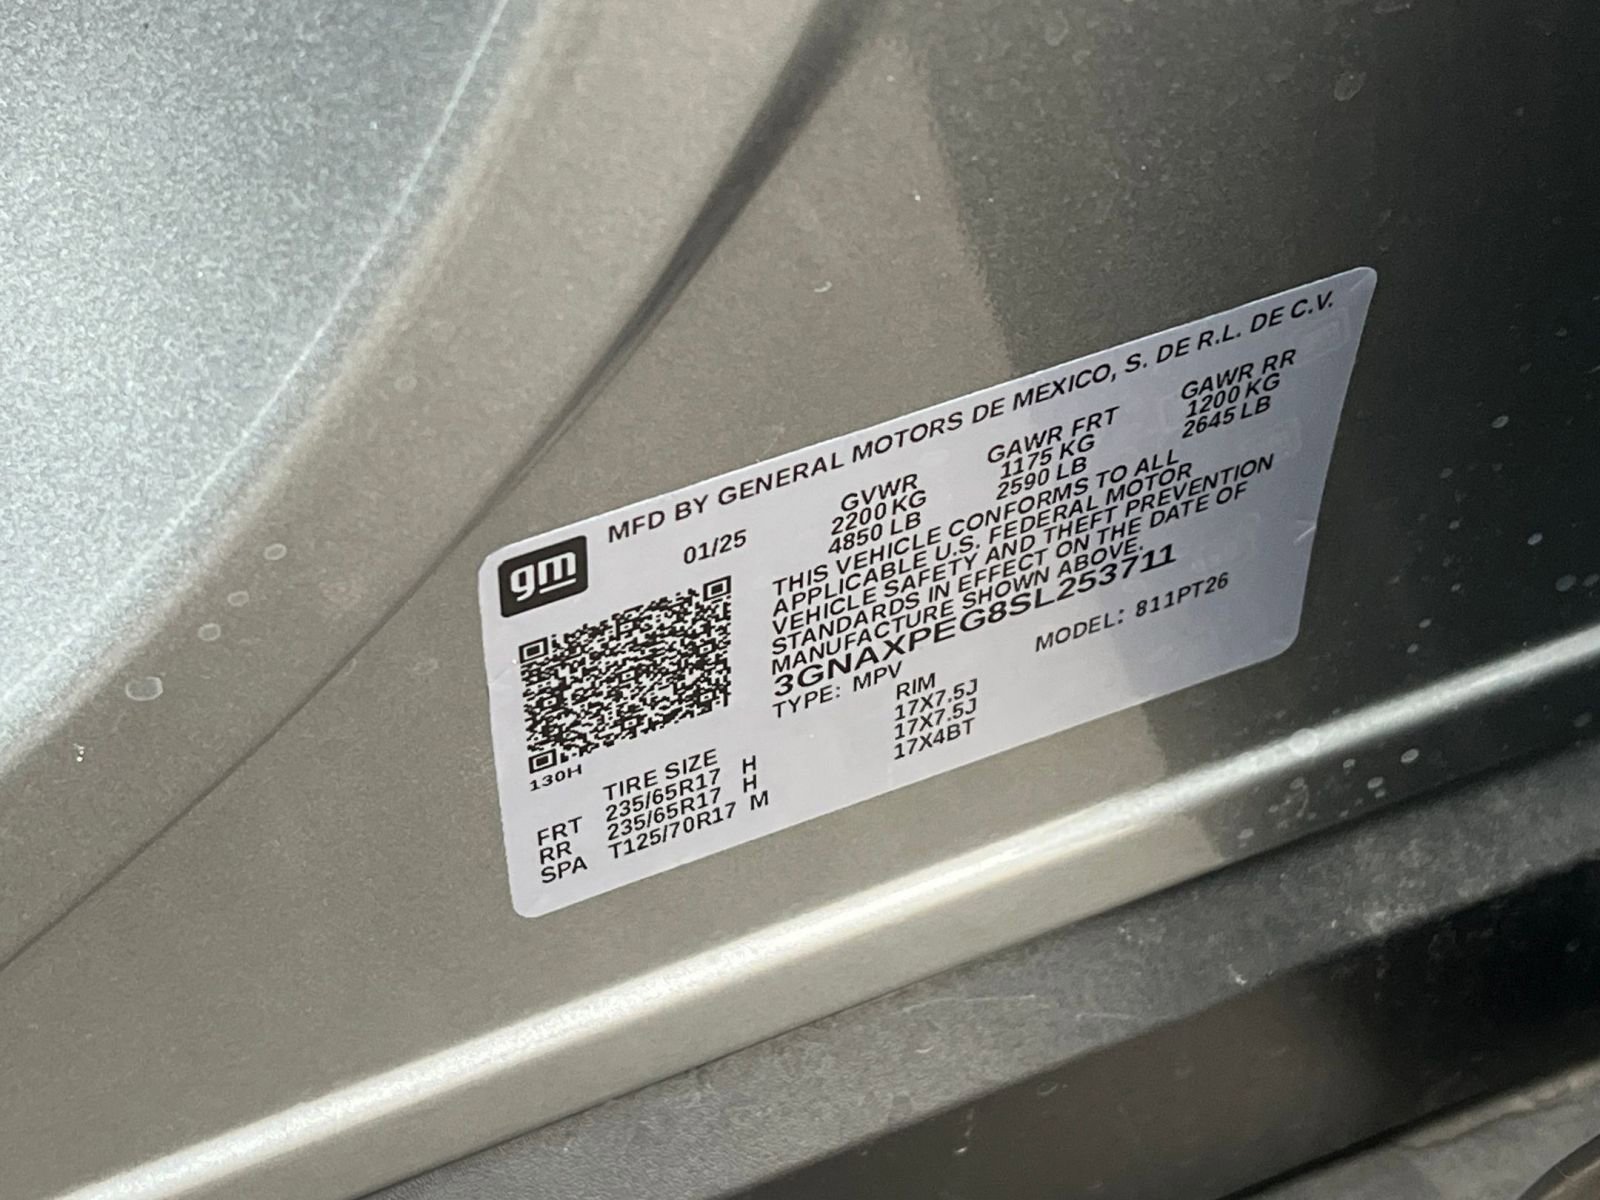 gm
MFD BY GENERAL MOTORS DE MEXICO, S. DE R.L. DE C.V.
01/25
GVWR GAWR FRT GAWR RR
2200 KG 1175 KG 1200 KG
4850 LB 2590 LB 2645 LB
THIS VEHICLE CONFORMS TO ALL
APPLICABLE U.S. FEDERAL MOTOR
VEHICLE SAFETY AND THEFT PREVENTION
STANDARDS IN EFFECT ON THE DATE OF
MANUFACTURE SHOWN ABOVE.
3GNAXPEG8SL253711
TYPE: MPV MODEL: 811PT26
130H
TIRE SIZE RIM
FRT 235/65R17 H 17X7.5J
RR 235/65R17 H 17X7.5J
SPA T125/70R17 M 17X4BT